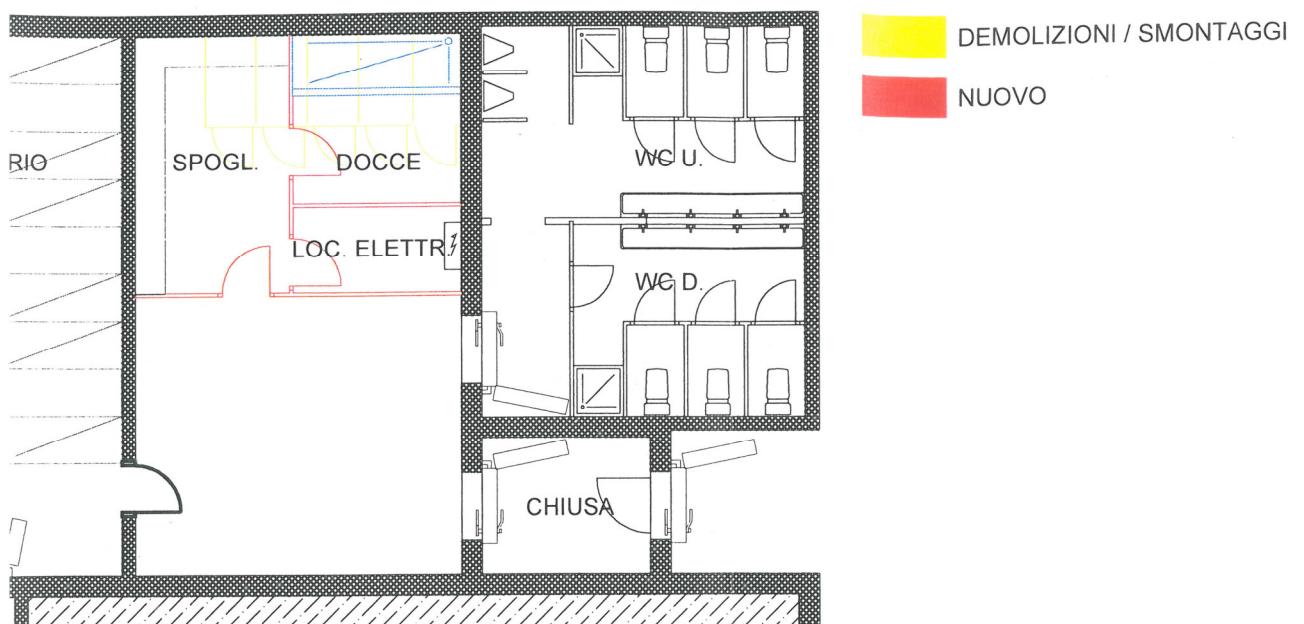 DEMOLIZIONI / SMONTAGGI
NUOVO
RIO
SPOGL.
DOCCE
WC U.
LOC. ELETTR.
WC D.
CHIUSA